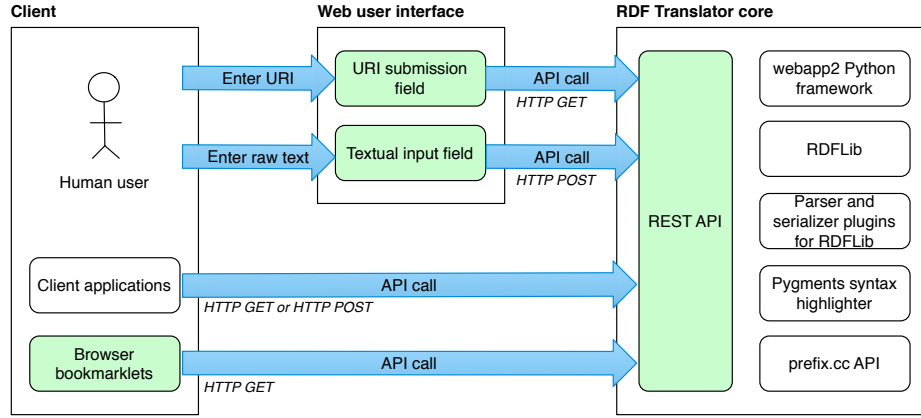 Client
Web user interface
RDF Translator core
Enter URI
URI submission
field
API call
HTTP GET
webapp2 Python
framework
Human user
Enter raw text
Textual input field
API call
HTTP POST
RDFLib
REST API
Parser and
serializer plugins
for RDFLib
Client applications
API call
HTTP GET or HTTP POST
Pygments syntax
highlighter
Browser
bookmarklets
API call
HTTP GET
prefix.cc API